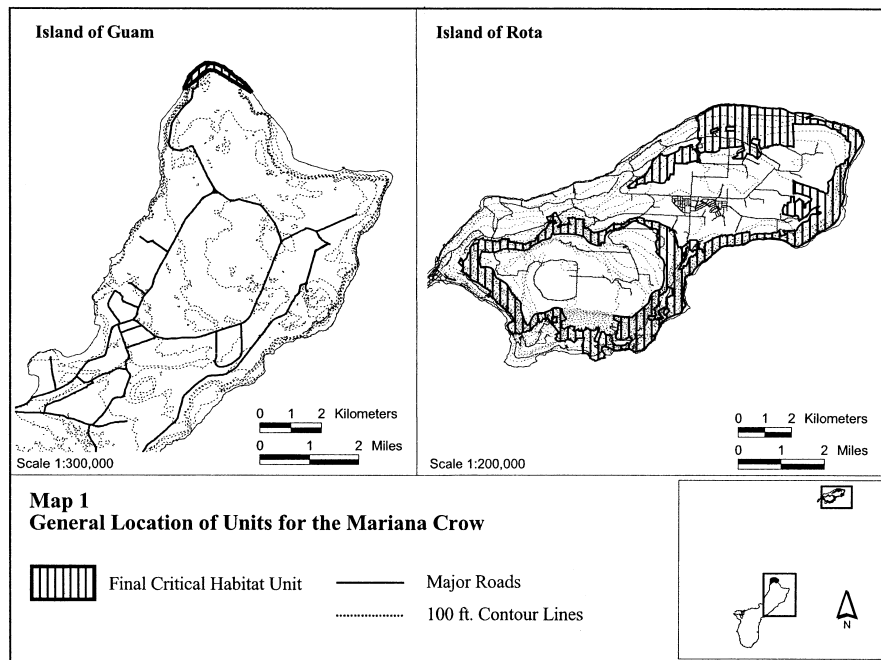 Island of Guam
Island of Rota
0 1 2 Kilometers
0 1 2 Miles
Scale 1:300,000
0 1 2 Kilometers
0 1 2 Miles
Scale 1:200,000
Map 1
General Location of Units for the Mariana Crow
Final Critical Habitat Unit
Major Roads
100 ft. Contour Lines
N